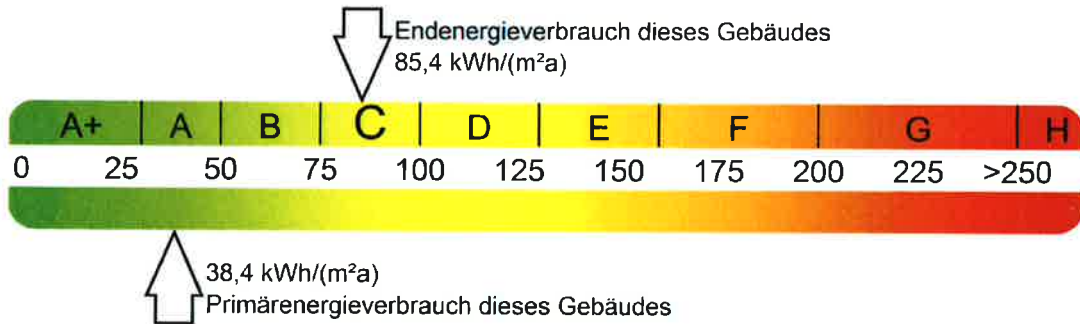 Endenergieverbrauch dieses Gebäudes
85,4 kWh/(m²a)
A+ A B C D E F G H
0 25 50 75 100 125 150 175 200 225 >250
38,4 kWh/(m²a)
Primärenergieverbrauch dieses Gebäudes